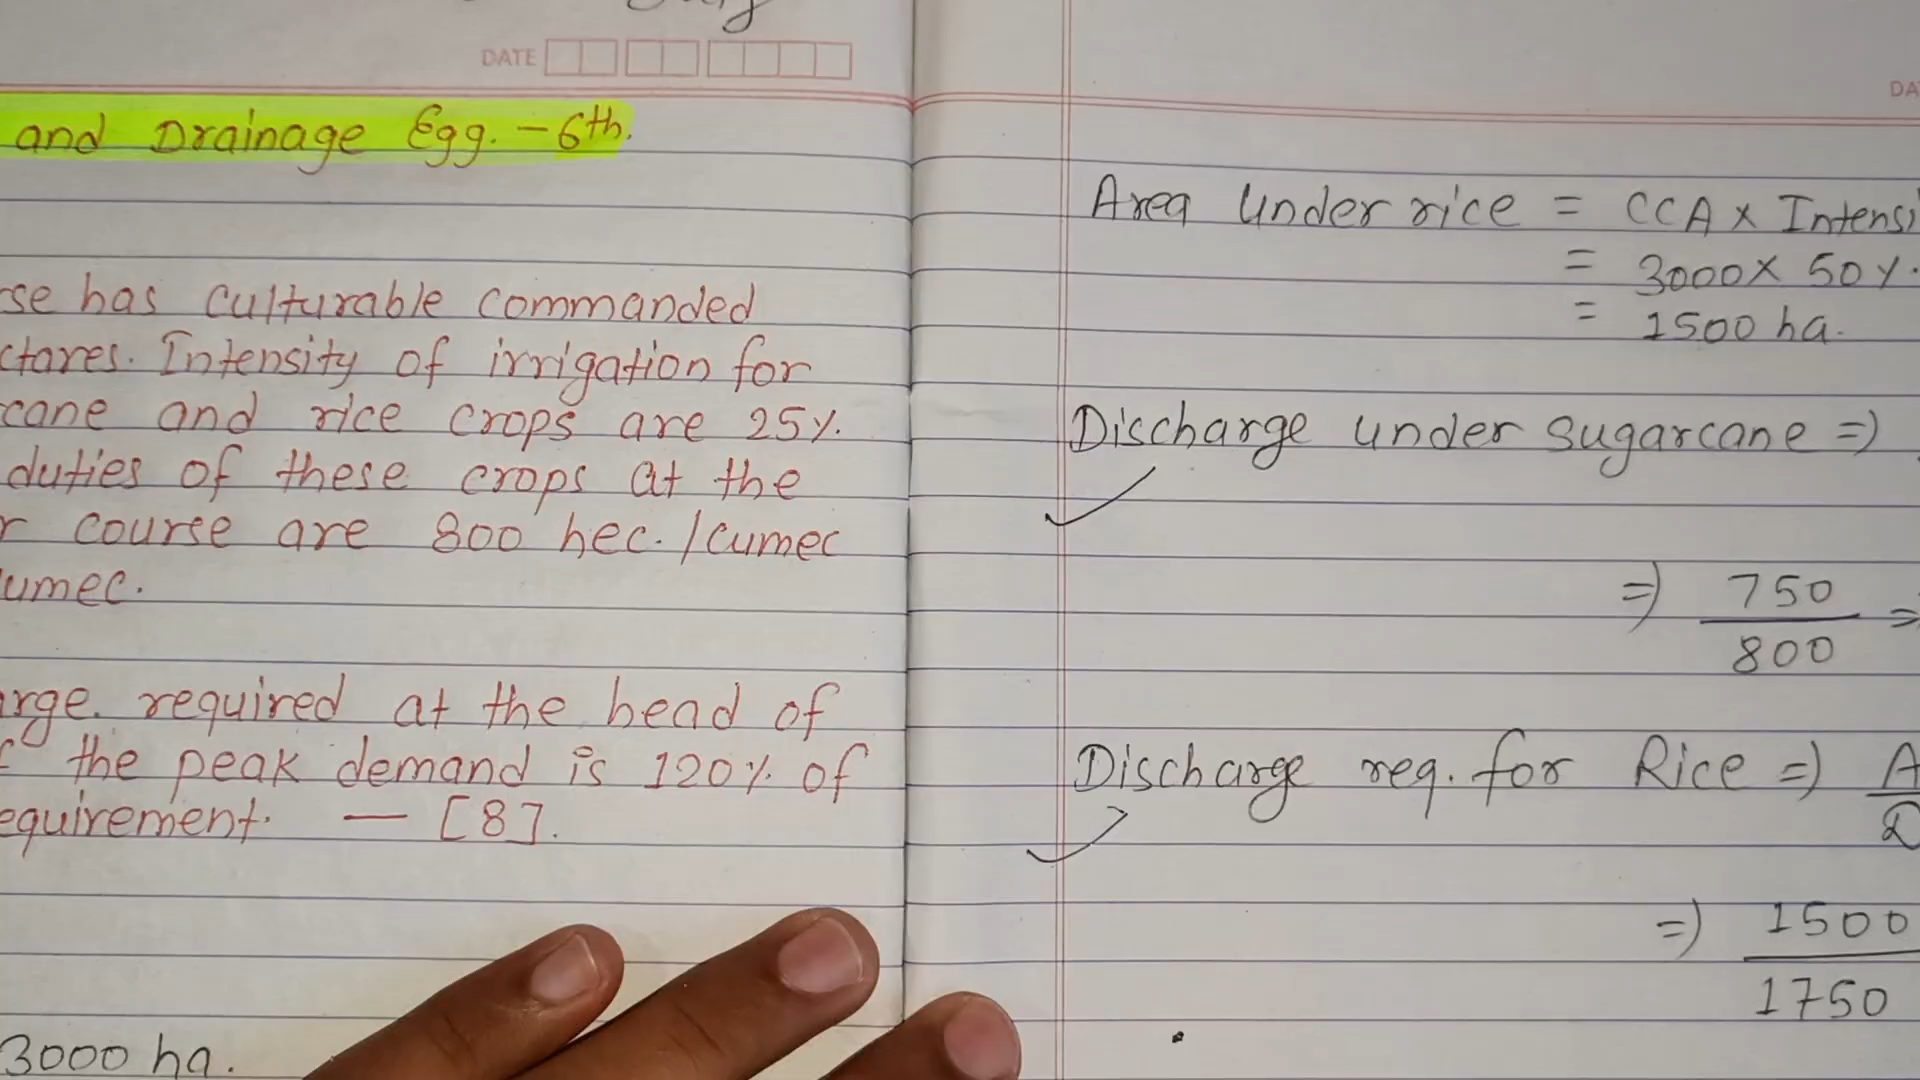 DATE
and Drainage Egg. - 6th.
se has culturable commanded
ctares. Intensity of irrigation for
cane and rice crops are 25%.
duties of these crops at the
r course are 800 hec./cumec
umec.
arge. required at the head of
the peak demand is 120% of
equirement. — [8].
3000 ha.
DA
Area Under rice = CCA x Intensi
= 3000 x 50%.
= 1500 ha.
Discharge under Sugarcane =>
=> 750 =
800
Discharge req. for Rice => A
D
=> 1500
1750